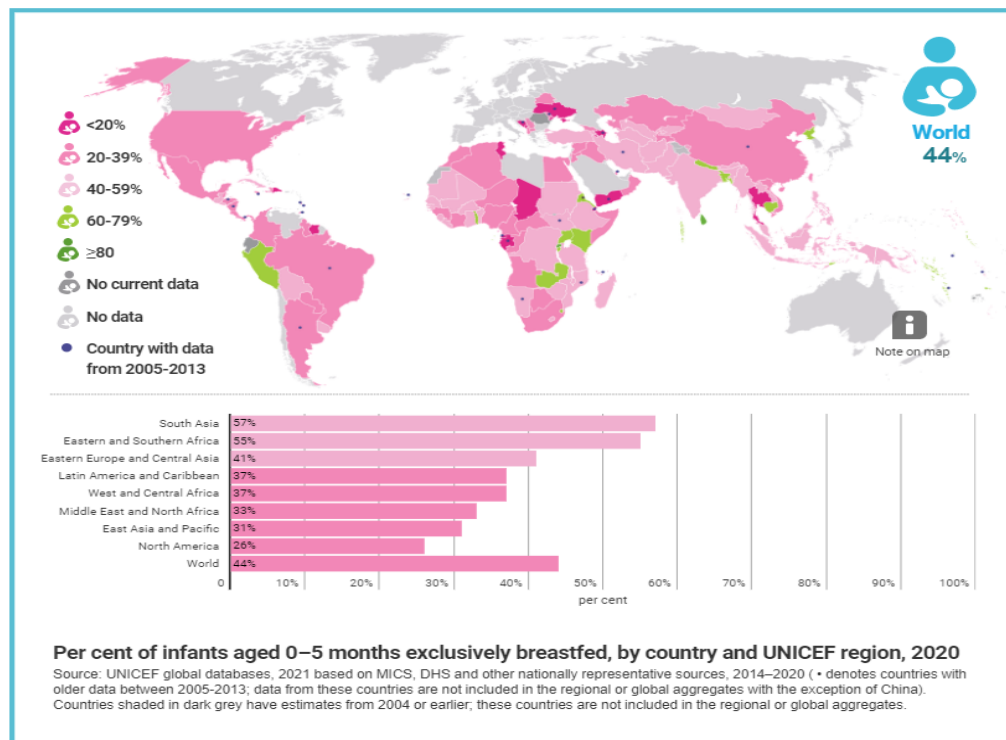 <20%
20-39%
40-59%
60-79%
≥80
No current data
No data
Country with data
from 2005-2013
World
44%
i
Note on map
South Asia 57%
Eastern and Southern Africa 55%
Eastern Europe and Central Asia 41%
Latin America and Caribbean 37%
West and Central Africa 37%
Middle East and North Africa 33%
East Asia and Pacific 31%
North America 26%
World 44%
0 10% 20% 30% 40% 50% 60% 70% 80% 90% 100%
per cent
Per cent of infants aged 0–5 months exclusively breastfed, by country and UNICEF region, 2020
Source: UNICEF global databases, 2021 based on MICS, DHS and other nationally representative sources, 2014–2020 ( • denotes countries with
older data between 2005-2013; data from these countries are not included in the regional or global aggregates with the exception of China).
Countries shaded in dark grey have estimates from 2004 or earlier; these countries are not included in the regional or global aggregates.